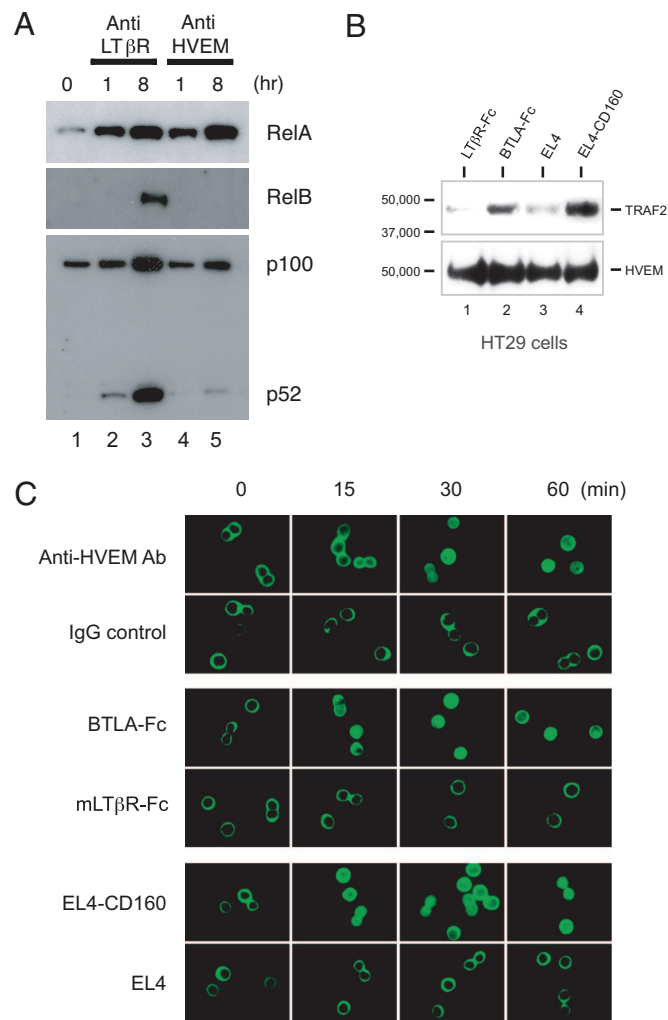 A
Anti LTβR
Anti HVEM
0 1 8 1 8 (hr)
RelA
RelB
p100
p52
1 2 3 4 5
B
LTβR-Fc
BTLA-Fc
EL4
EL4-CD160
50,000
37,000
TRAF2
50,000
HVEM
1 2 3 4
HT29 cells
C
0 15 30 60 (min)
Anti-HVEM Ab
IgG control
BTLA-Fc
mLTβR-Fc
EL4-CD160
EL4